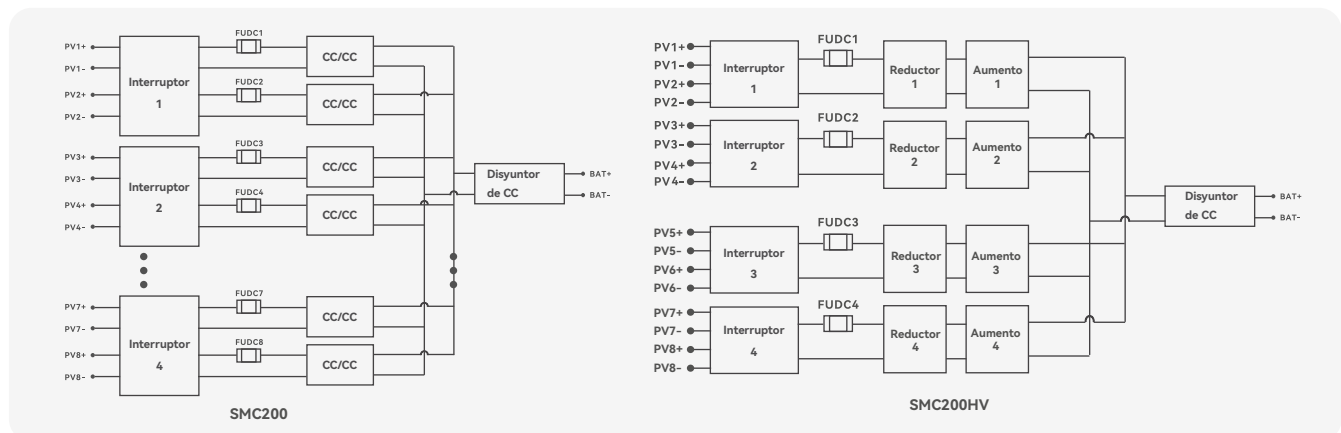 FUDC1
PV1+
PV1-
PV2+
PV2-
Interruptor
1
CC/CC
FUDC2
CC/CC
FUDC3
PV3+
PV3-
PV4+
PV4-
Interruptor
2
CC/CC
FUDC4
CC/CC
Disyuntor
de CC
BAT+
BAT-
FUDC7
PV7+
PV7-
PV8+
PV8-
Interruptor
4
CC/CC
FUDC8
CC/CC
SMC200
FUDC1
PV1+
PV1-
PV2+
PV2-
Interruptor
1
Reductor
1
Aumento
1
FUDC2
PV3+
PV3-
PV4+
PV4-
Interruptor
2
Reductor
2
Aumento
2
Disyuntor
de CC
BAT+
BAT-
FUDC3
PV5+
PV5-
PV6+
PV6-
Interruptor
3
Reductor
3
Aumento
3
FUDC4
PV7+
PV7-
PV8+
PV8-
Interruptor
4
Reductor
4
Aumento
4
SMC200HV